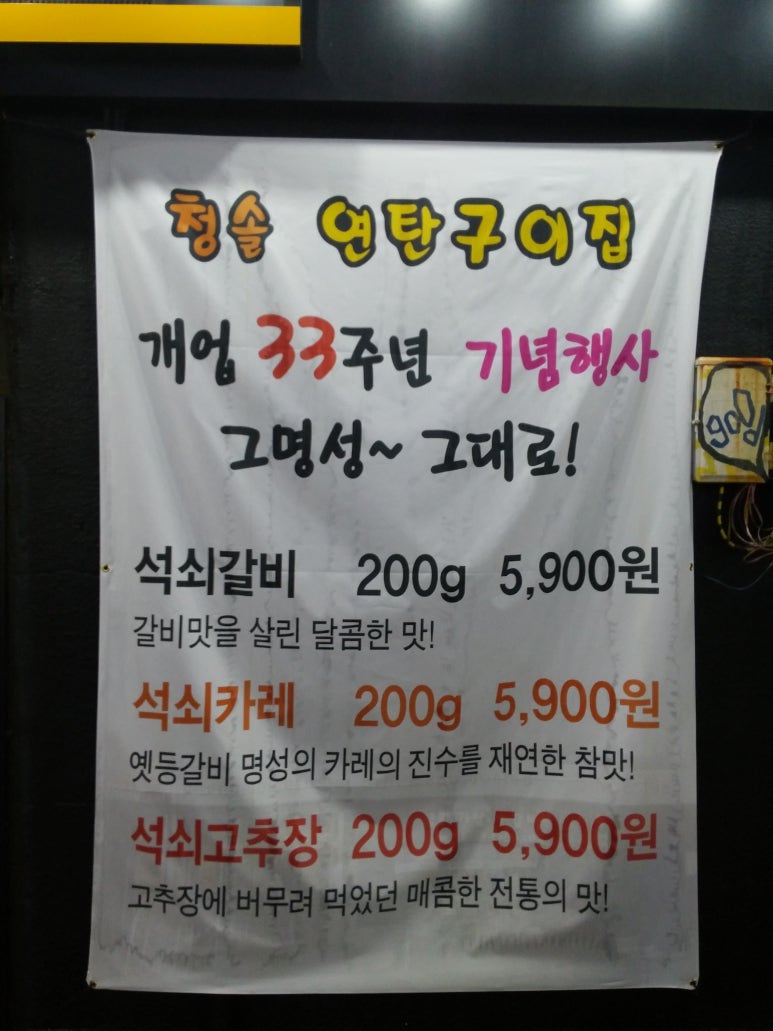 청솔 연탄구이집
개업 33주년 기념행사
그명성~ 그대로!
석쇠갈비 200g 5,900원
갈비맛을 살린 달콤한 맛!
석쇠카레 200g 5,900원
옛등갈비 명성의 카레의 진수를 재연한 참맛!
석쇠고추장 200g 5,900원
고추장에 버무려 먹었던 매콤한 전통의 맛!